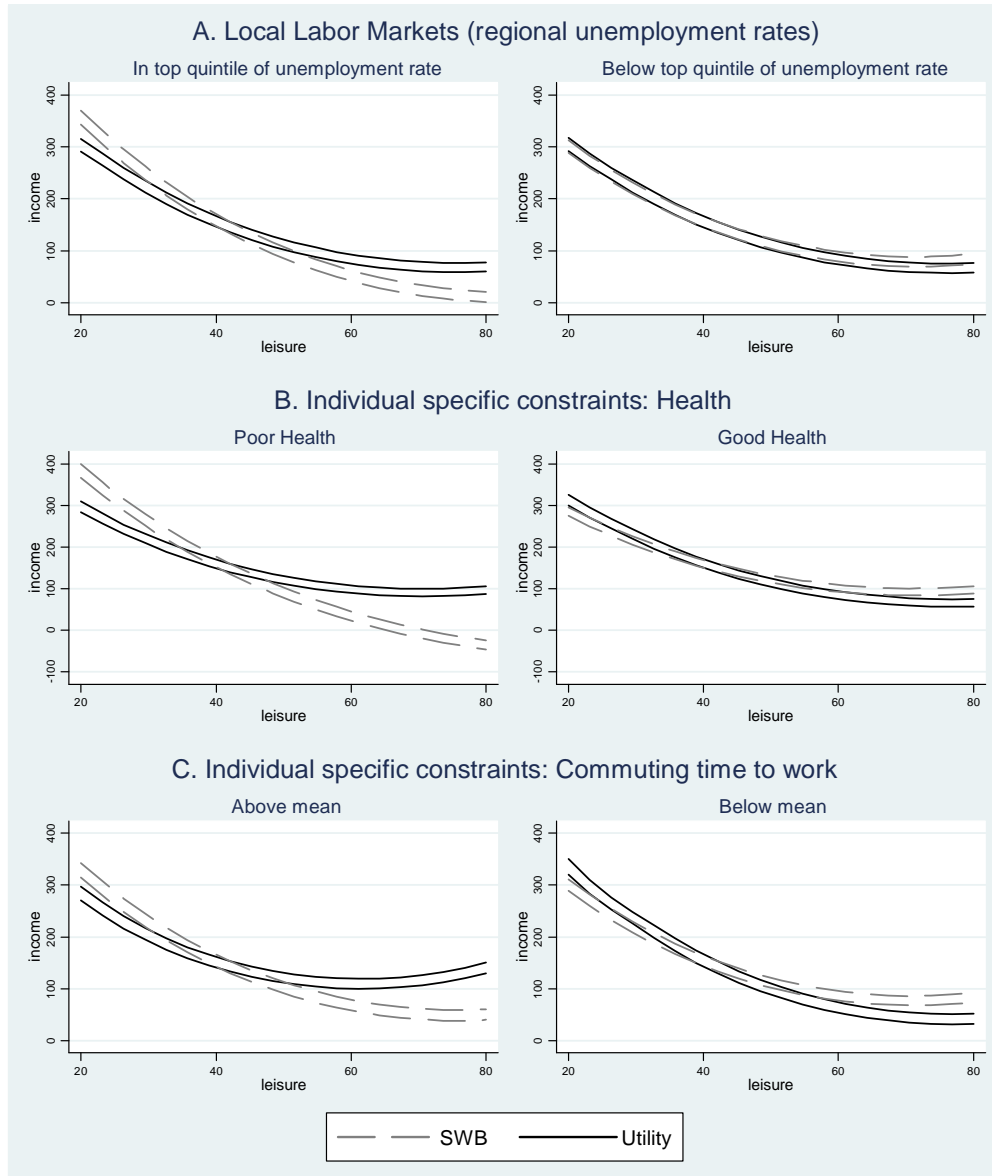 A. Local Labor Markets (regional unemployment rates)
In top quintile of unemployment rate
Below top quintile of unemployment rate
income
400
300
200
100
0
20
40
60
80
leisure
income
400
300
200
100
0
20
40
60
80
leisure
B. Individual specific constraints: Health
Poor Health
Good Health
income
400
300
200
100
0
-100
20
40
60
80
leisure
income
400
300
200
100
0
-100
20
40
60
80
leisure
C. Individual specific constraints: Commuting time to work
Above mean
Below mean
income
400
300
200
100
0
20
40
60
80
leisure
income
400
300
200
100
0
20
40
60
80
leisure
SWB
Utility